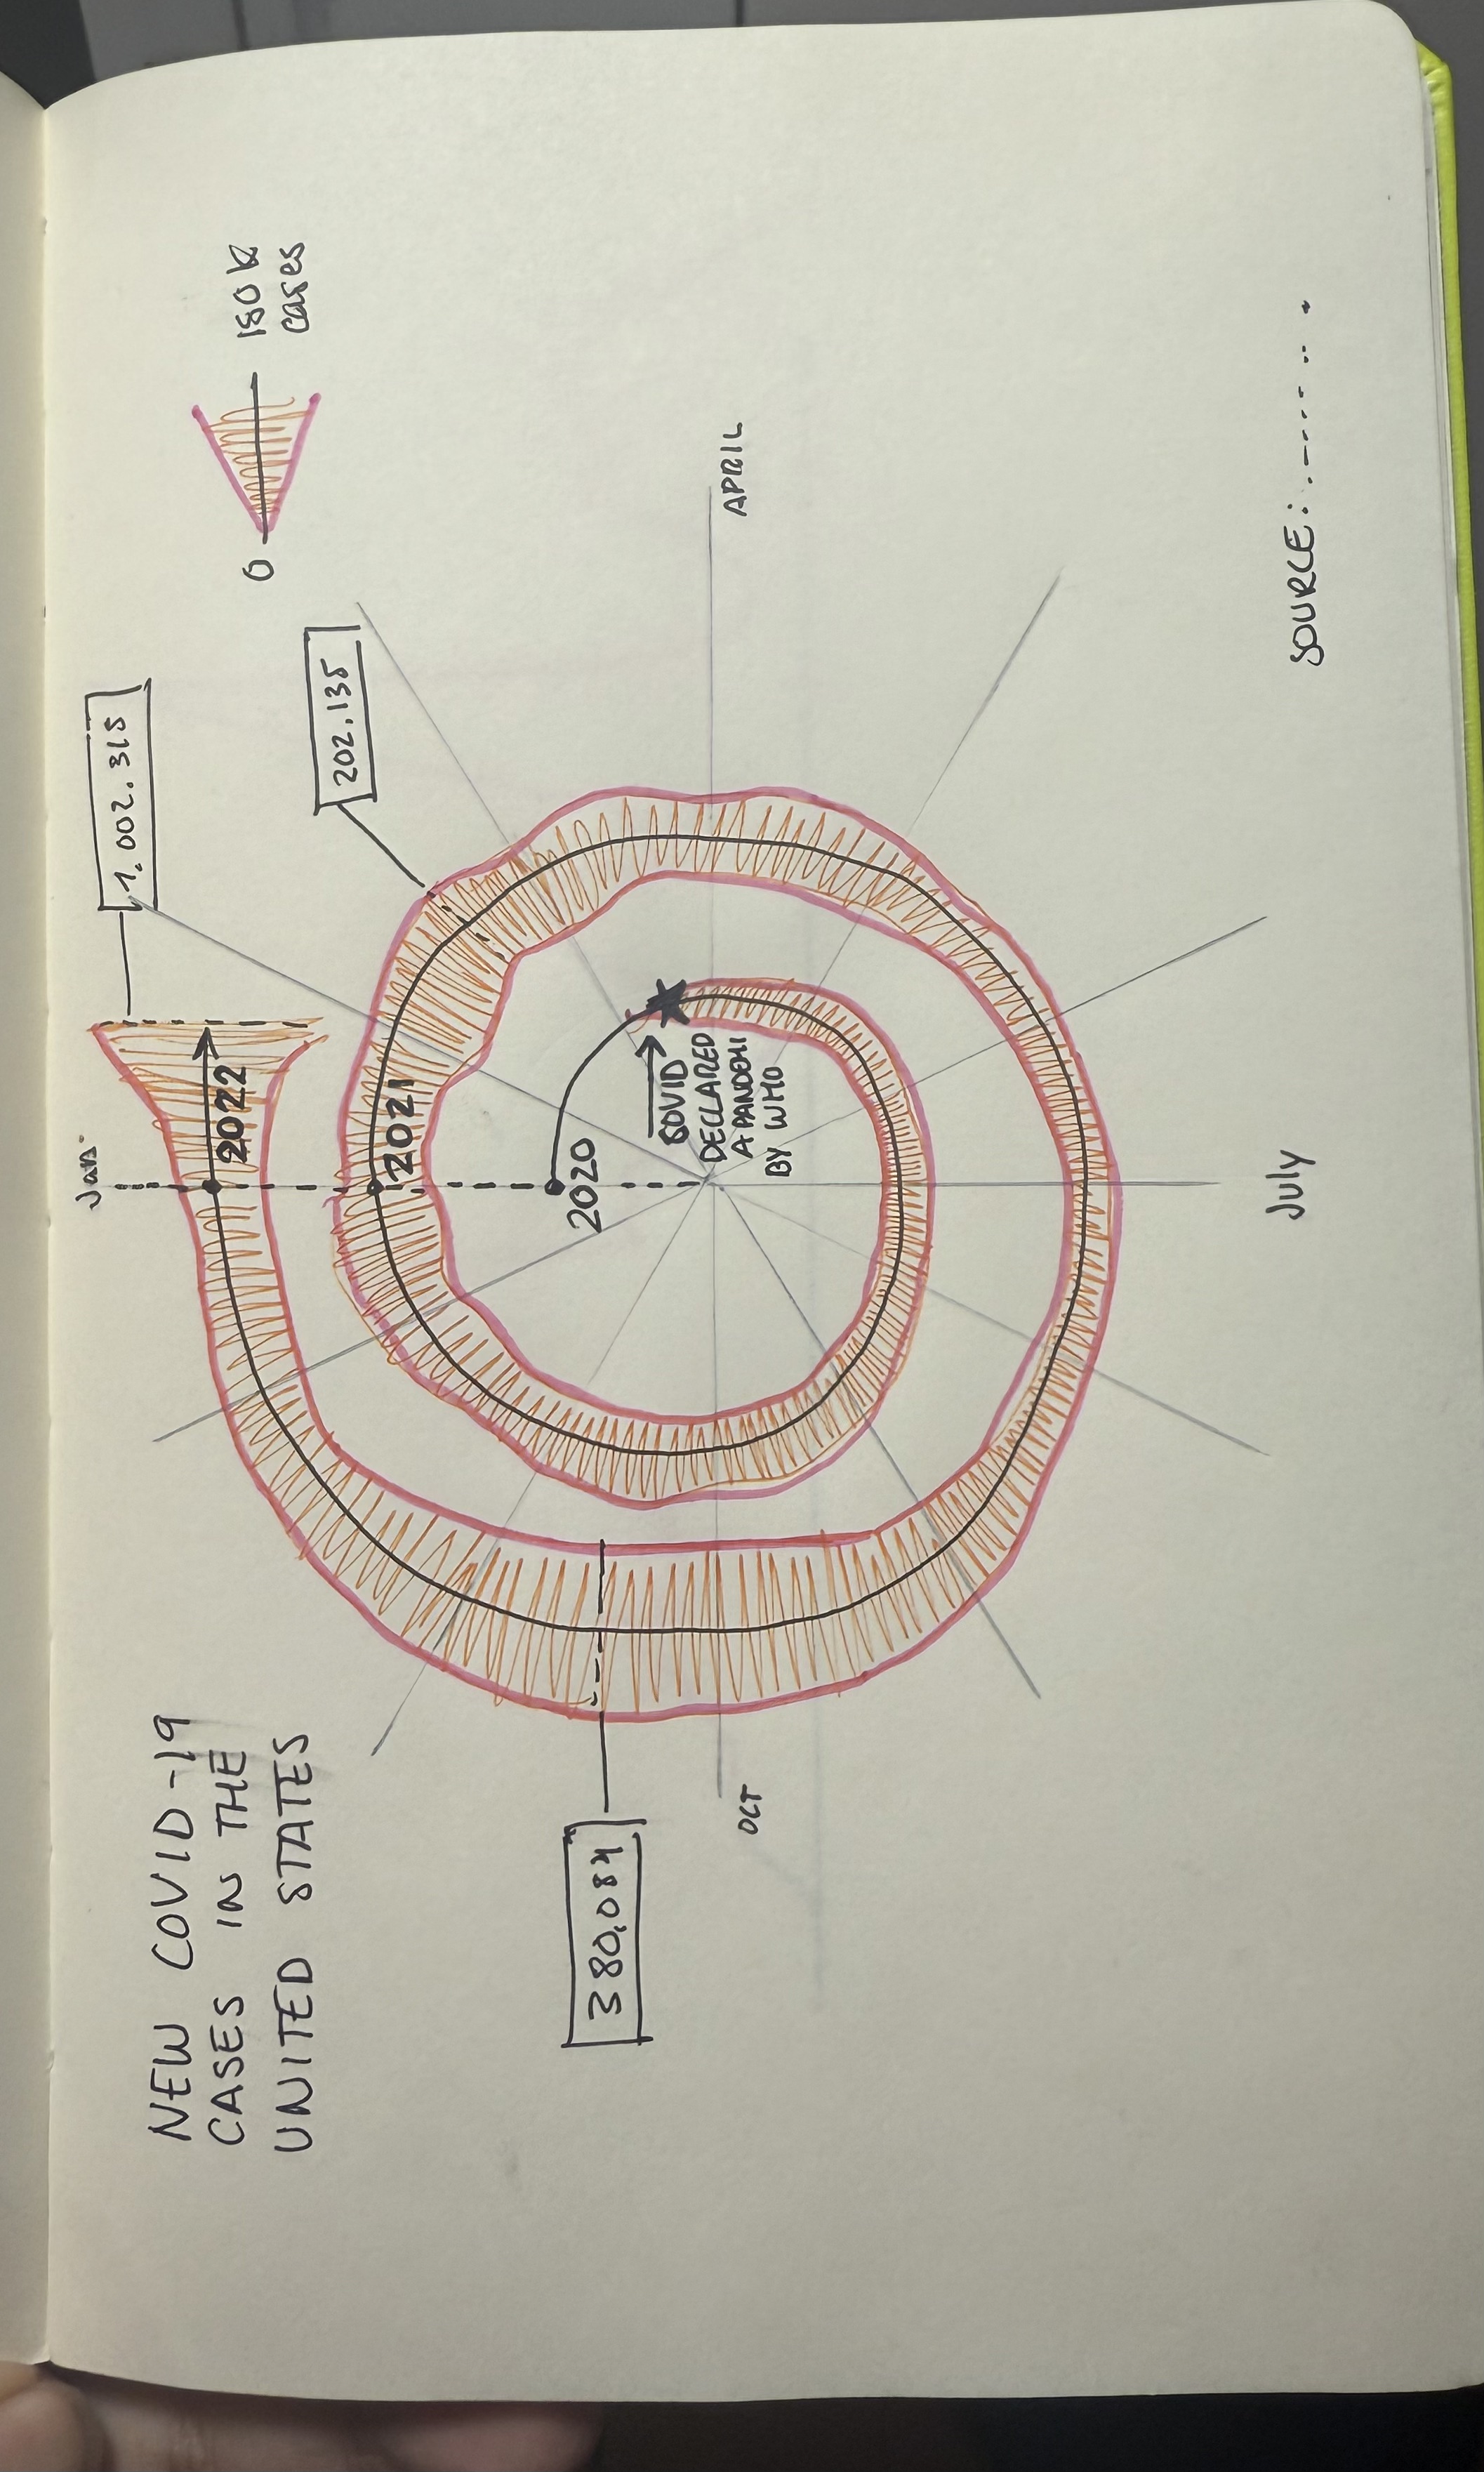 NEW COVID-19
CASES IN THE
UNITED STATES
Jan.
1.002.315
0
180K
cases
2022
202.135
2021
2020
COVID
DECLARED
A PANDEMI
BY WHO
380.084
OCT
APRIL
July
SOURCE: